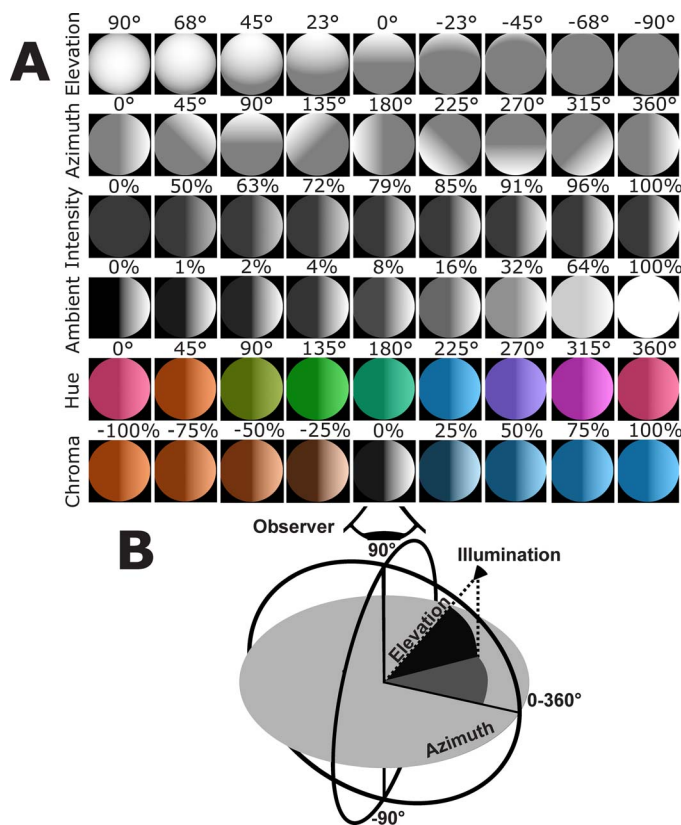 A
Elevation
90° 68° 45° 23° 0° -23° -45° -68° -90°
Azimuth
0° 45° 90° 135° 180° 225° 270° 315° 360°
Intensity
0% 50% 63% 72% 79% 85% 91% 96% 100%
Ambient
0% 1% 2% 4% 8% 16% 32% 64% 100%
Hue
0° 45° 90° 135° 180° 225° 270° 315° 360°
Chroma
-100% -75% -50% -25% 0% 25% 50% 75% 100%
B
Observer
90°
Illumination
Elevation
0-360°
Azimuth
-90°